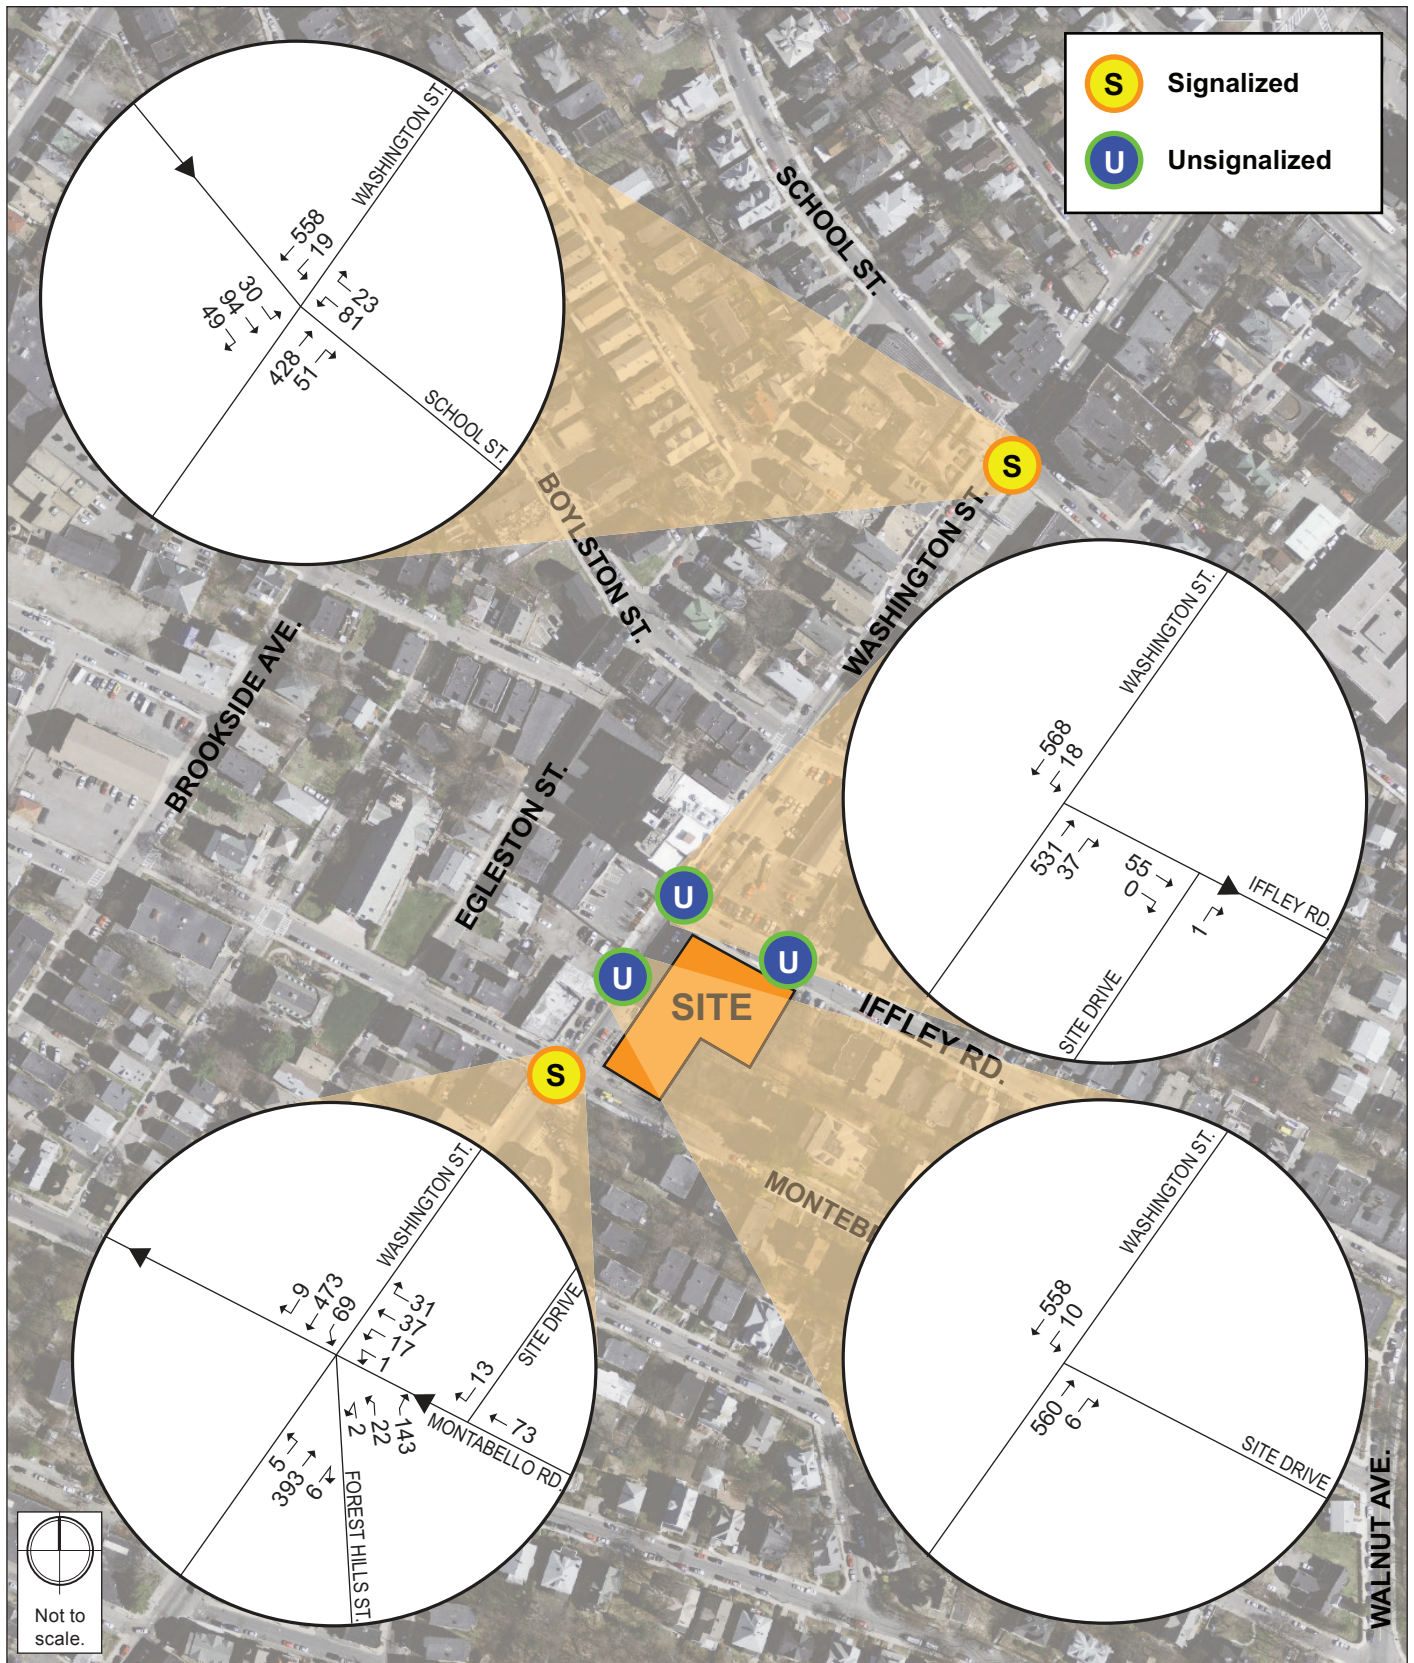 S Signalized
U Unsignalized
WASHINGTON ST.
558
19
30
94
49
23
81
428
51
SCHOOL ST.
SCHOOL ST.
BOYLSTON ST.
S
WASHINGTON ST.
BROOKSIDE AVE.
EGLESTON ST.
WASHINGTON ST.
568
18
531
37
55
0
1
IFFLEY RD.
SITE DRIVE
U
U
U
SITE
IFFLEY RD.
S
MONTEB
WASHINGTON ST.
9
473
69
31
37
17
1
SITE DRIVE
13
73
2
22
143
MONTABELLO RD.
5
393
6
FOREST HILLS ST.
WASHINGTON ST.
558
10
560
6
SITE DRIVE
WALNUT AVE.
Not to
scale.